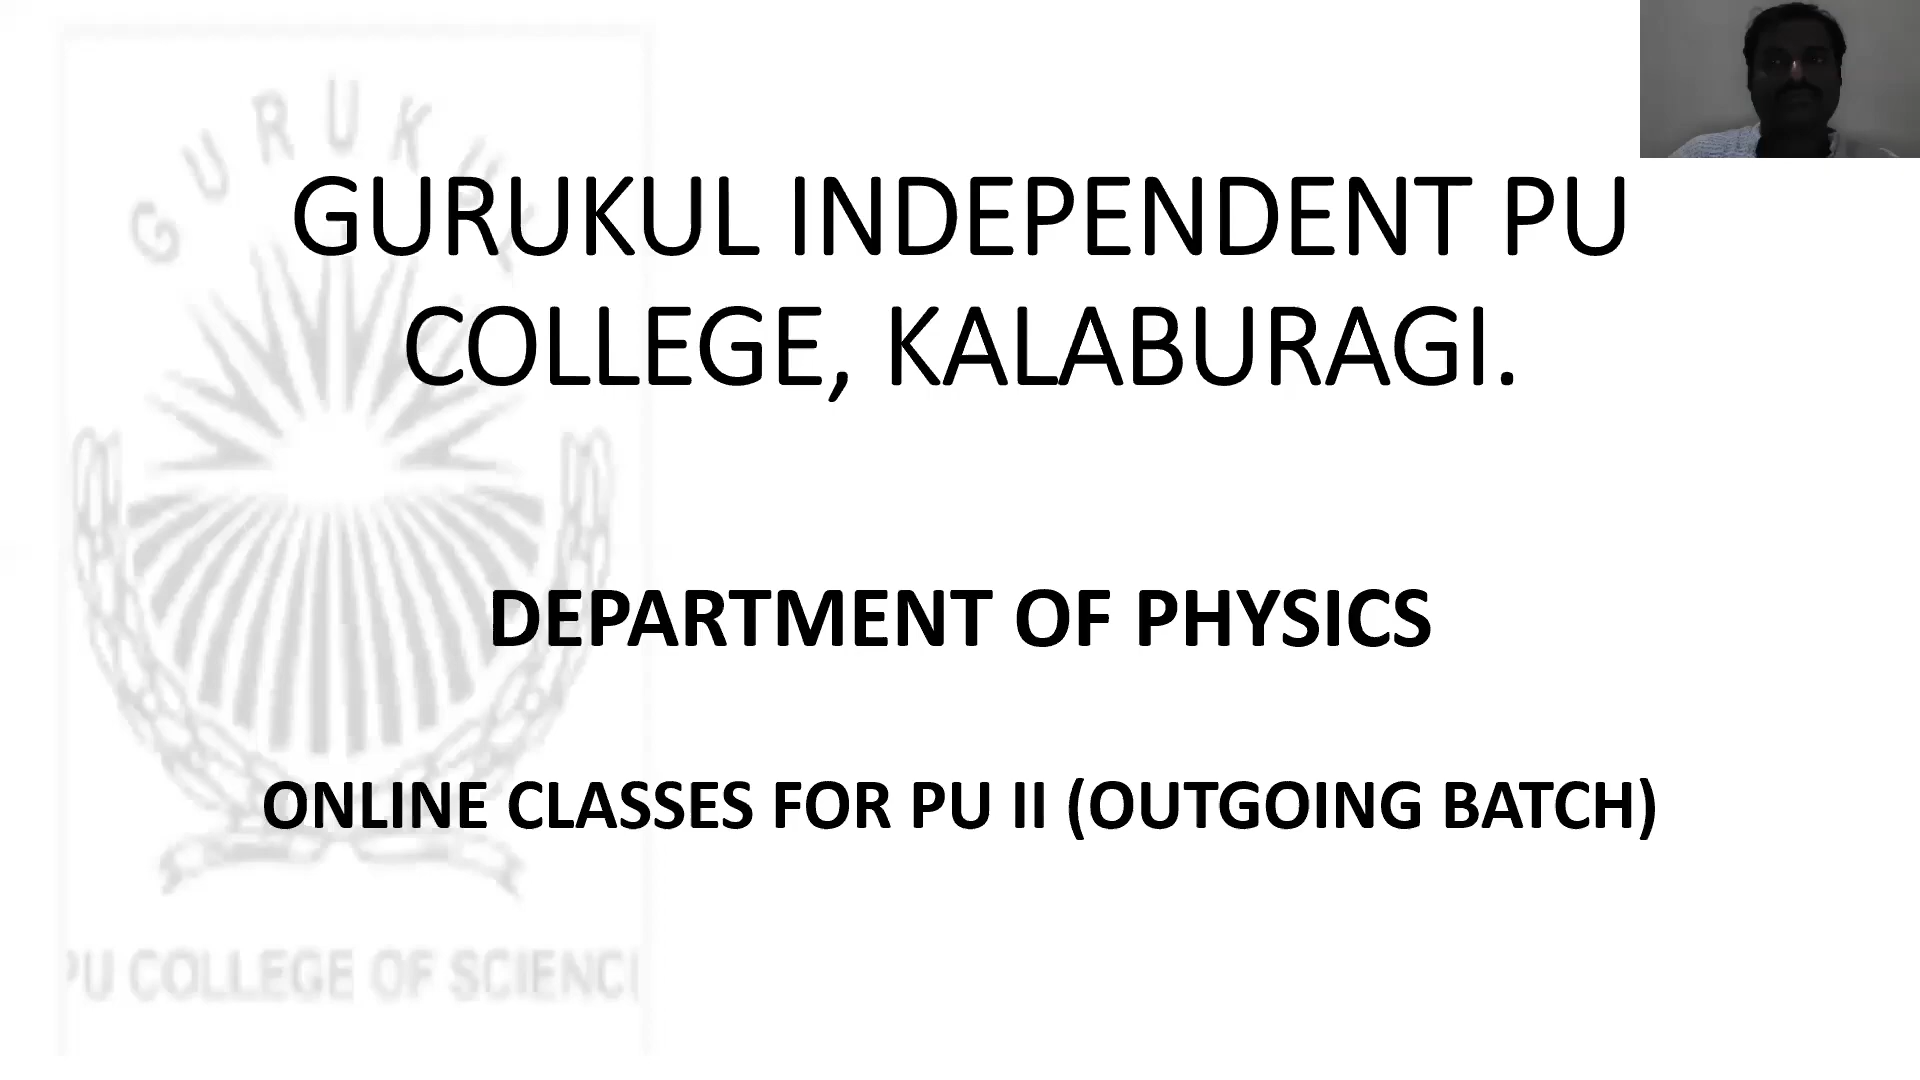 GURUKUL
GURUKUL INDEPENDENT PU
COLLEGE, KALABURAGI.
DEPARTMENT OF PHYSICS
ONLINE CLASSES FOR PU II (OUTGOING BATCH)
PU COLLEGE OF SCIENC